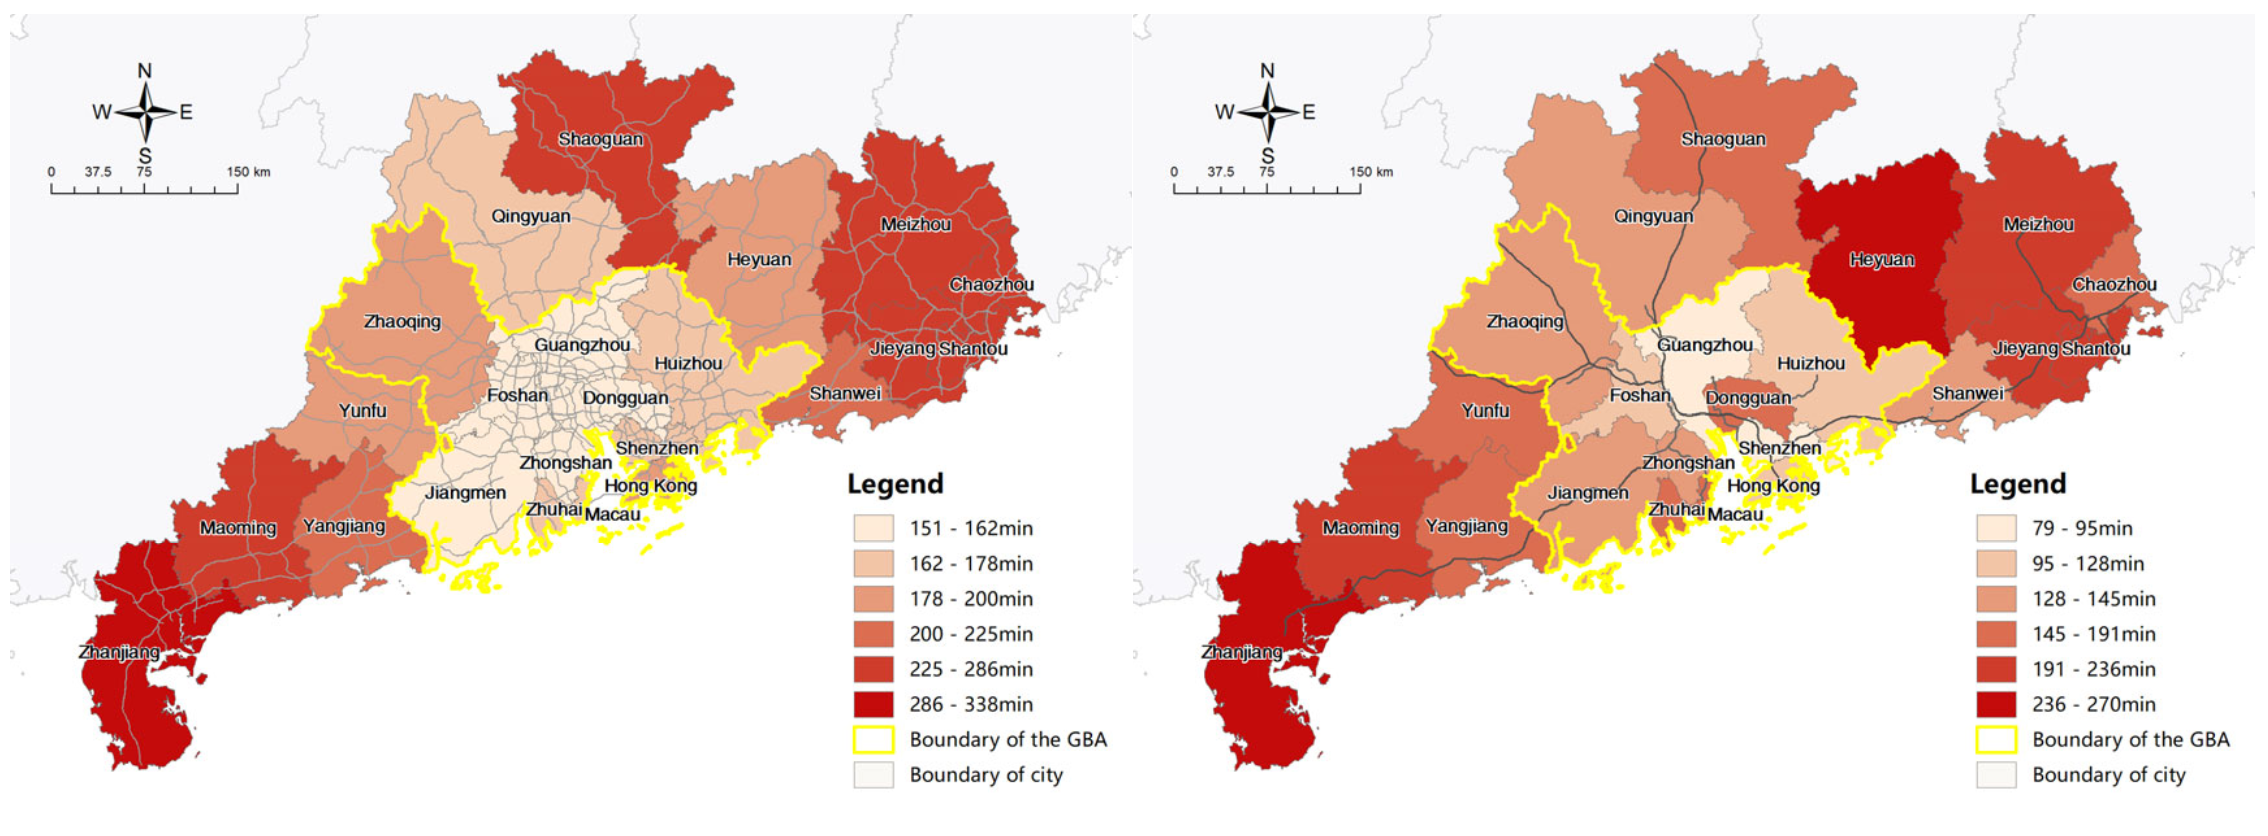 N
W E
S
0 37.5 75 150 km
Shaoguan
Qingyuan
Meizhou
Heyuan
Chaozhou
Zhaoqing
Guangzhou
Jieyang Shantou
Huizhou
Foshan
Dongguan
Shanwei
Yunfu
Shenzhen
Zhongshan
Jiangmen
Hong Kong
Zhuhai
Macau
Maoming
Yangjiang
Zhanjiang
Legend
151 - 162min
162 - 178min
178 - 200min
200 - 225min
225 - 286min
286 - 338min
Boundary of the GBA
Boundary of city
N
W E
S
0 37.5 75 150 km
Shaoguan
Qingyuan
Meizhou
Heyuan
Chaozhou
Zhaoqing
Guangzhou
Jieyang Shantou
Huizhou
Foshan
Dongguan
Shanwei
Yunfu
Shenzhen
Zhongshan
Jiangmen
Hong Kong
Zhuhai
Macau
Maoming
Yangjiang
Zhanjiang
Legend
79 - 95min
95 - 128min
128 - 145min
145 - 191min
191 - 236min
236 - 270min
Boundary of the GBA
Boundary of city